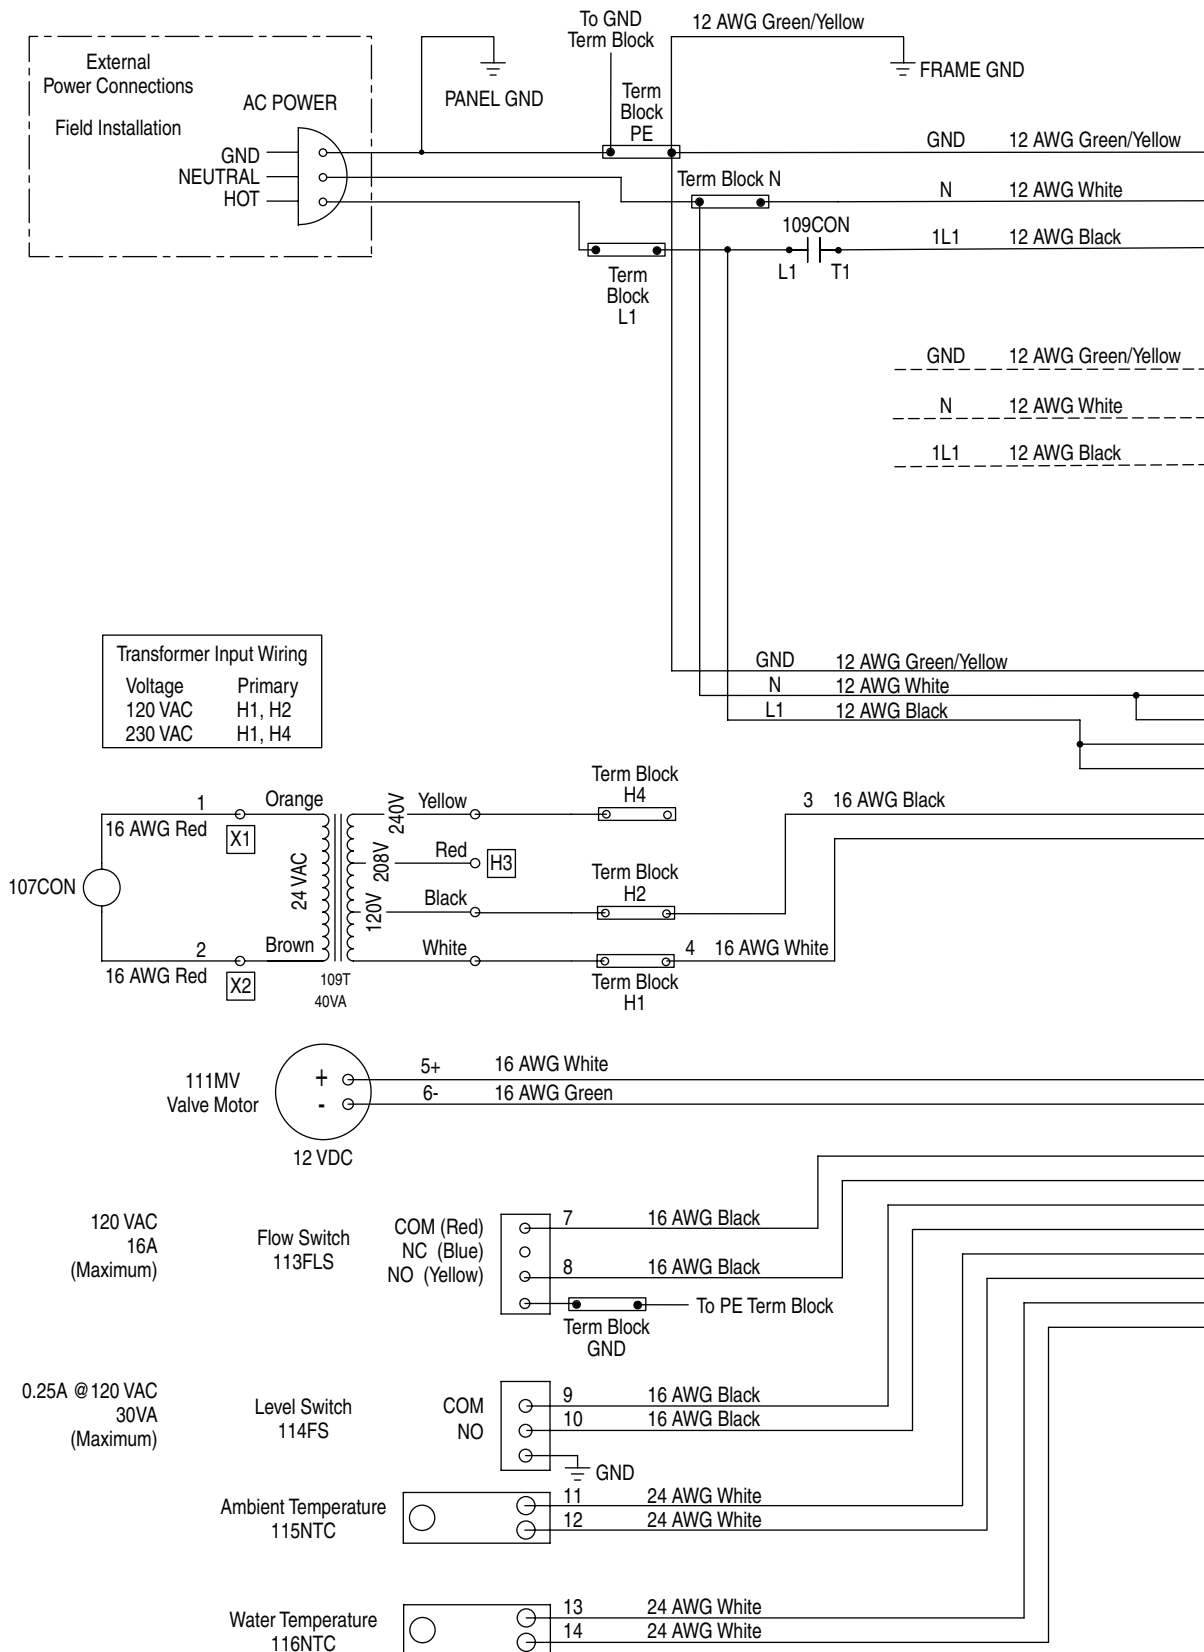 To GND
Term Block
12 AWG Green/Yellow
External
Power Connections
Field Installation
AC POWER
PANEL GND
FRAME GND
Term
Block
PE
GND
NEUTRAL
HOT
GND 12 AWG Green/Yellow
Term Block N
N 12 AWG White
109CON
1L1 12 AWG Black
L1 T1
Term
Block
L1
GND 12 AWG Green/Yellow
N 12 AWG White
1L1 12 AWG Black
Transformer Input Wiring
Voltage Primary
120 VAC H1, H2
230 VAC H1, H4
GND 12 AWG Green/Yellow
N 12 AWG White
L1 12 AWG Black
1
16 AWG Red
X1
Orange
240V
Yellow
Term Block
H4
3 16 AWG Black
107CON
24 VAC
208V
Red
H3
120V
Black
Term Block
H2
2
16 AWG Red
X2
Brown
White
4 16 AWG White
Term Block
H1
109T
40VA
111MV
Valve Motor
+
-
12 VDC
5+ 16 AWG White
6- 16 AWG Green
120 VAC
16A
(Maximum)
Flow Switch
113FLS
COM (Red)
NC (Blue)
NO (Yellow)
7 16 AWG Black
8 16 AWG Black
To PE Term Block
Term Block
GND
0.25A @120 VAC
30VA
(Maximum)
Level Switch
114FS
COM
NO
9 16 AWG Black
10 16 AWG Black
GND
Ambient Temperature
115NTC
11 24 AWG White
12 24 AWG White
Water Temperature
116NTC
13 24 AWG White
14 24 AWG White